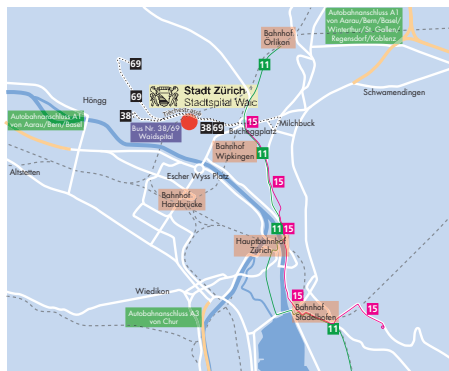 Autobahnanschluss A1
von Aarau/Bern/Basel/
Winterthur/St. Gallen/
Regensdorf/Koblenz
Bahnhof
Örlikon
11
69
Stadt Zürich
Stadtspital Waid
Schwamendingen
69
Höngg
38
Autobahnanschluss A1
von Aarau/Bern/Basel
Bus Nr. 38/69
Waidspital
38 69
15
Bucheggplatz
Milchbuck
Bahnhof
Wipkingen
11
Altstetten
Escher Wyss Platz
15
Bahnhof
Hardbrücke
11
15
Hauptbahnhof
Zürich
Wiedikon
15
Autobahnanschluss A3
von Chur
Bahnhof
Stadelhofen
15
11